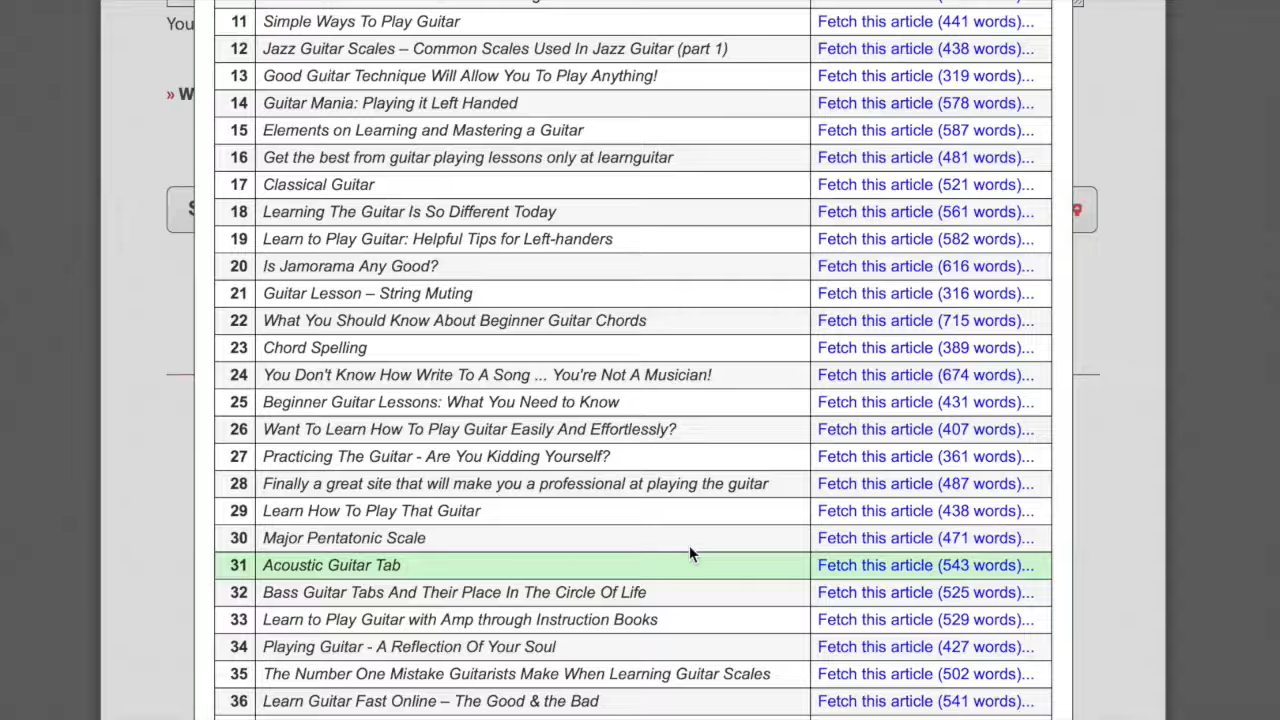 You
» W
S
11 Simple Ways To Play Guitar Fetch this article (441 words)...
12 Jazz Guitar Scales – Common Scales Used In Jazz Guitar (part 1) Fetch this article (438 words)...
13 Good Guitar Technique Will Allow You To Play Anything! Fetch this article (319 words)...
14 Guitar Mania: Playing it Left Handed Fetch this article (578 words)...
15 Elements on Learning and Mastering a Guitar Fetch this article (587 words)...
16 Get the best from guitar playing lessons only at learnguitar Fetch this article (481 words)...
17 Classical Guitar Fetch this article (521 words)...
18 Learning The Guitar Is So Different Today Fetch this article (561 words)...
19 Learn to Play Guitar: Helpful Tips for Left-handers Fetch this article (582 words)...
20 Is Jamorama Any Good? Fetch this article (616 words)...
21 Guitar Lesson – String Muting Fetch this article (316 words)...
22 What You Should Know About Beginner Guitar Chords Fetch this article (715 words)...
23 Chord Spelling Fetch this article (389 words)...
24 You Don't Know How Write To A Song ... You're Not A Musician! Fetch this article (674 words)...
25 Beginner Guitar Lessons: What You Need to Know Fetch this article (431 words)...
26 Want To Learn How To Play Guitar Easily And Effortlessly? Fetch this article (407 words)...
27 Practicing The Guitar - Are You Kidding Yourself? Fetch this article (361 words)...
28 Finally a great site that will make you a professional at playing the guitar Fetch this article (487 words)...
29 Learn How To Play That Guitar Fetch this article (438 words)...
30 Major Pentatonic Scale Fetch this article (471 words)...
31 Acoustic Guitar Tab Fetch this article (543 words)...
32 Bass Guitar Tabs And Their Place In The Circle Of Life Fetch this article (525 words)...
33 Learn to Play Guitar with Amp through Instruction Books Fetch this article (529 words)...
34 Playing Guitar - A Reflection Of Your Soul Fetch this article (427 words)...
35 The Number One Mistake Guitarists Make When Learning Guitar Scales Fetch this article (502 words)...
36 Learn Guitar Fast Online – The Good & the Bad Fetch this article (541 words)...